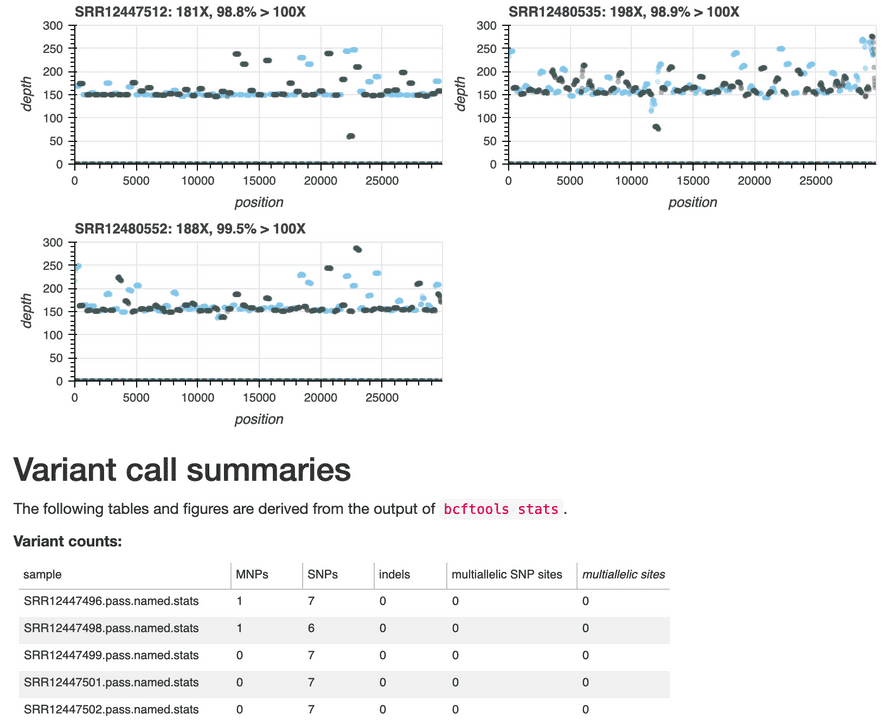 SRR12447512: 181X, 98.8% > 100X
300
250
200
150
100
50
0
depth
0 5000 10000 15000 20000 25000
position
SRR12480535: 198X, 98.9% > 100X
300
250
200
150
100
50
0
depth
0 5000 10000 15000 20000 25000
position
SRR12480552: 188X, 99.5% > 100X
300
250
200
150
100
50
0
depth
0 5000 10000 15000 20000 25000
position
Variant call summaries
The following tables and figures are derived from the output of bcftools stats .
Variant counts:
sample MNPs SNPs indels multiallelic SNP sites multiallelic sites
SRR12447496.pass.named.stats 1 7 0 0 0
SRR12447498.pass.named.stats 1 6 0 0 0
SRR12447499.pass.named.stats 0 7 0 0 0
SRR12447501.pass.named.stats 0 7 0 0 0
SRR12447502.pass.named.stats 0 7 0 0 0